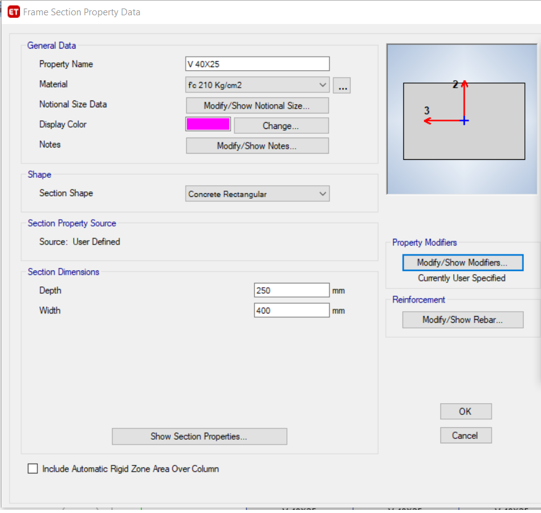 ET Frame Section Property Data
General Data
Property Name V 40X25
Material f'c 210 Kg/cm2 ...
Notional Size Data Modify/Show Notional Size...
Display Color Change...
Notes Modify/Show Notes...
2
3
Shape
Section Shape Concrete Rectangular
Section Property Source
Source: User Defined
Property Modifiers
Modify/Show Modifiers...
Currently User Specified
Section Dimensions
Depth 250 mm
Width 400 mm
Reinforcement
Modify/Show Rebar...
OK
Show Section Properties...
Cancel
Include Automatic Rigid Zone Area Over Column